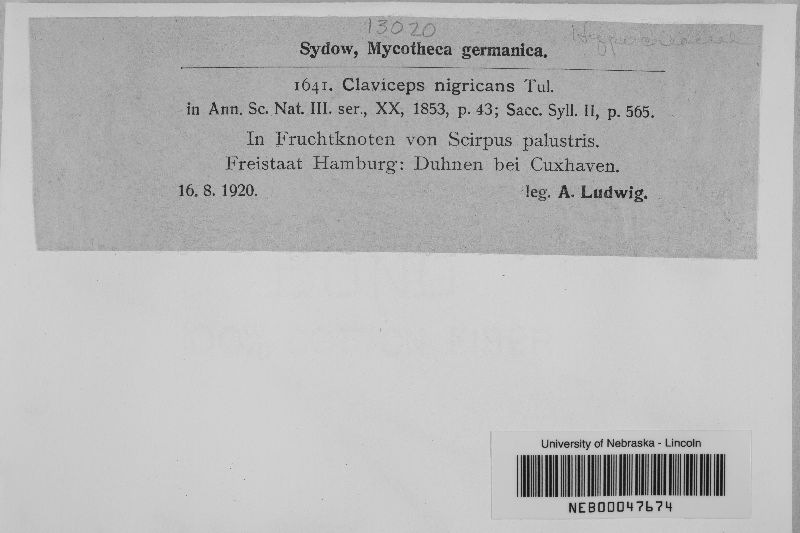 13020
Hypocreaceae
Sydow, Mycotheca germanica.
1641. Claviceps nigricans Tul.
in Ann. Sc. Nat. III. ser., XX, 1853, p. 43; Sacc. Syll. II, p. 565.
In Fruchtknoten von Scirpus palustris.
Freistaat Hamburg: Duhnen bei Cuxhaven.
16. 8. 1920. leg. A. Ludwig.
University of Nebraska - Lincoln
NEB00047674